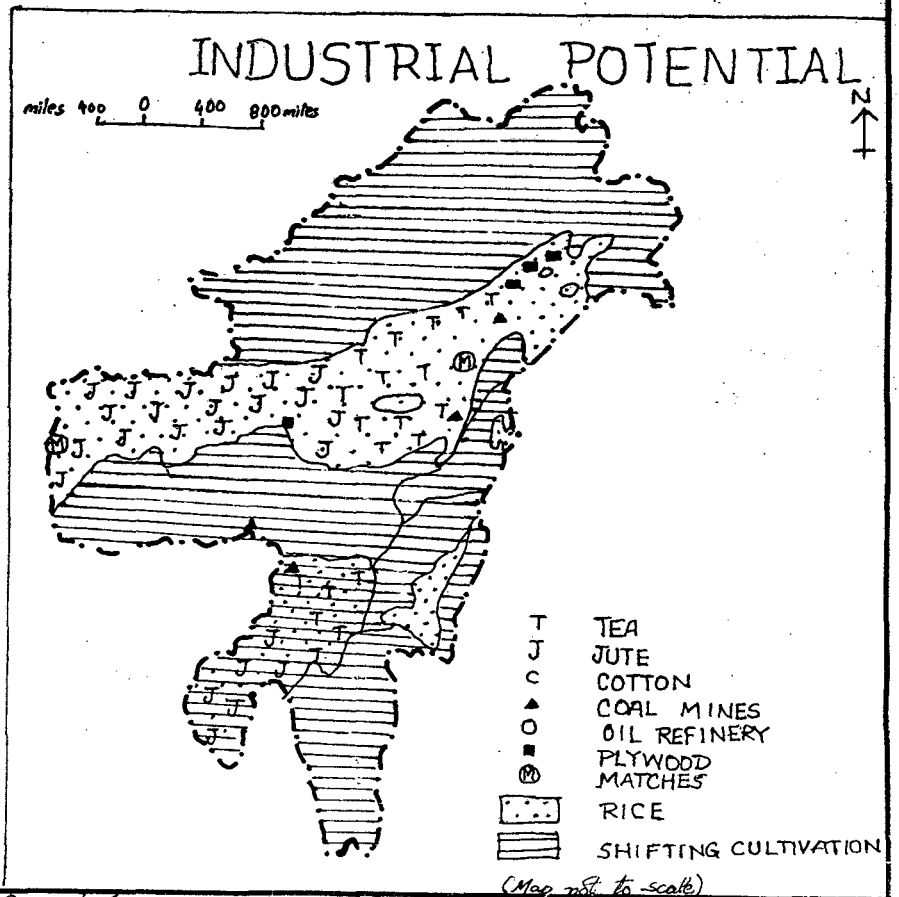 INDUSTRIAL POTENTIAL
miles 400 0 400 800 miles
N
T TEA
J JUTE
C COTTON
▲ COAL MINES
O OIL REFINERY
■ PLYWOOD
Ⓜ MATCHES
RICE
SHIFTING CULTIVATION
(Map not to scale)